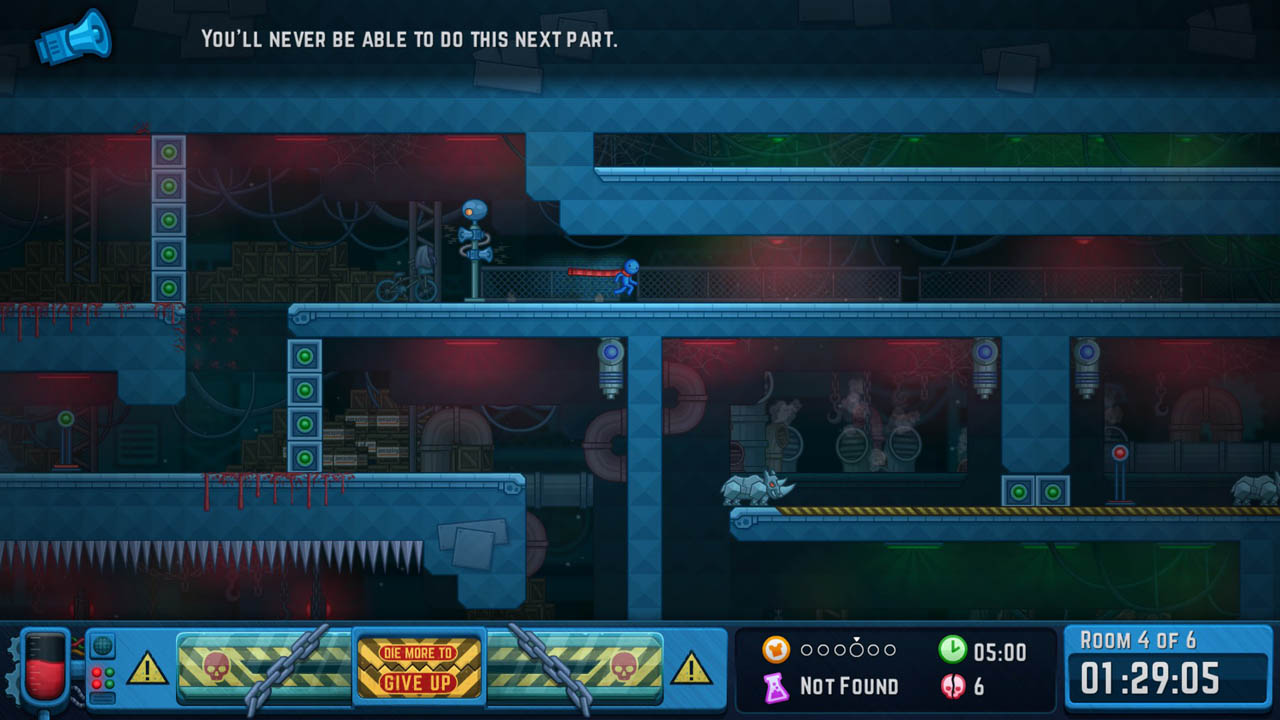 YOU'LL NEVER BE ABLE TO DO THIS NEXT PART.
DIE MORE TO
GIVE UP
05:00
NOT FOUND
6
ROOM 4 OF 6
01:29:05